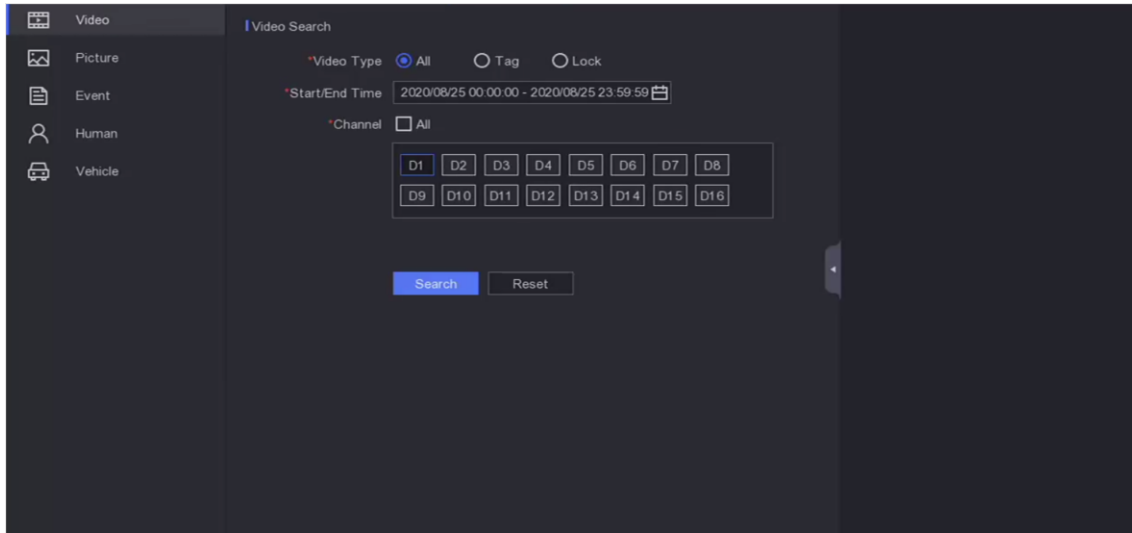 Video
Picture
Event
Human
Vehicle
Video Search
*Video Type All Tag Lock
*Start/End Time 2020/08/25 00:00:00 - 2020/08/25 23:59:59
*Channel All
D1 D2 D3 D4 D5 D6 D7 D8
D9 D10 D11 D12 D13 D14 D15 D16
Search Reset